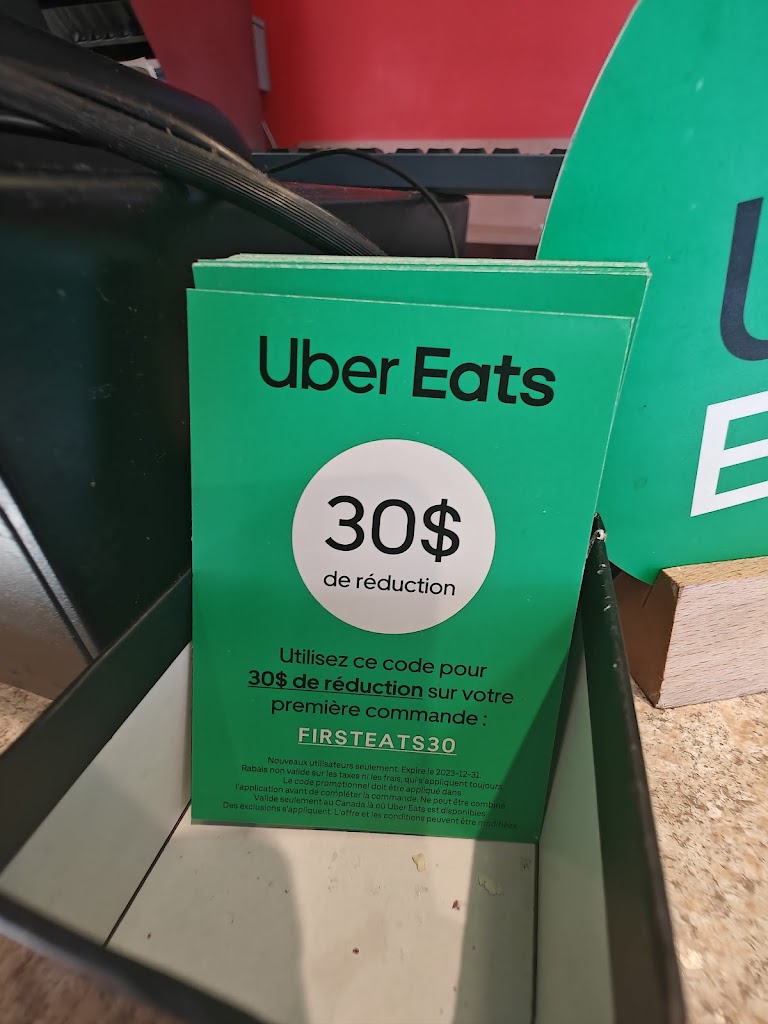 Uber Eats
30$
de réduction
Utilisez ce code pour
30$ de réduction sur votre
première commande :
FIRSTEATS30
Nouveaux utilisateurs seulement. Expire le 2023-12-31.
Rabais non valide sur les taxes ni les frais, qui s'appliquent toujours.
Le code promotionnel doit être appliqué dans
l'application avant de compléter la commande. Ne peut être combiné
Valide seulement au Canada là où Uber Eats est disponibles
Des exclusions s'appliquent. L'offre et les conditions peuvent être modifiées.
U
E